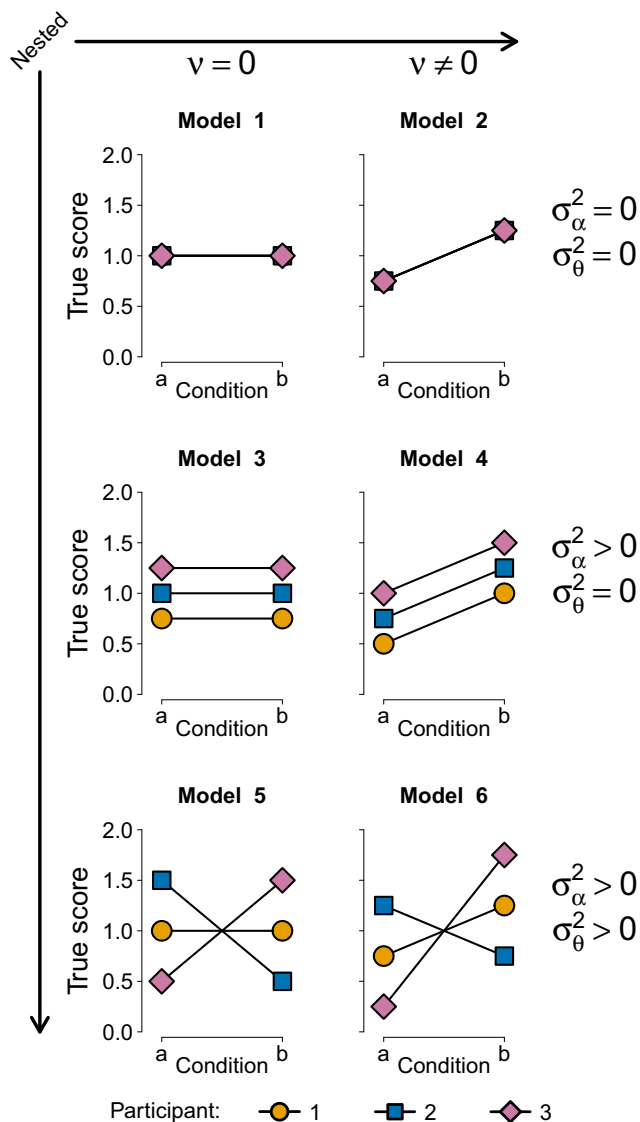 Nested
ν = 0 ν ≠ 0
Model 1 Model 2
2.0
1.5
1.0
0.5
0.0
True score
a b
Condition
a b
Condition
σ²α = 0
σ²θ = 0
Model 3 Model 4
2.0
1.5
1.0
0.5
0.0
True score
a b
Condition
a b
Condition
σ²α > 0
σ²θ = 0
Model 5 Model 6
2.0
1.5
1.0
0.5
0.0
True score
a b
Condition
a b
Condition
σ²α > 0
σ²θ > 0
Participant: 1 2 3